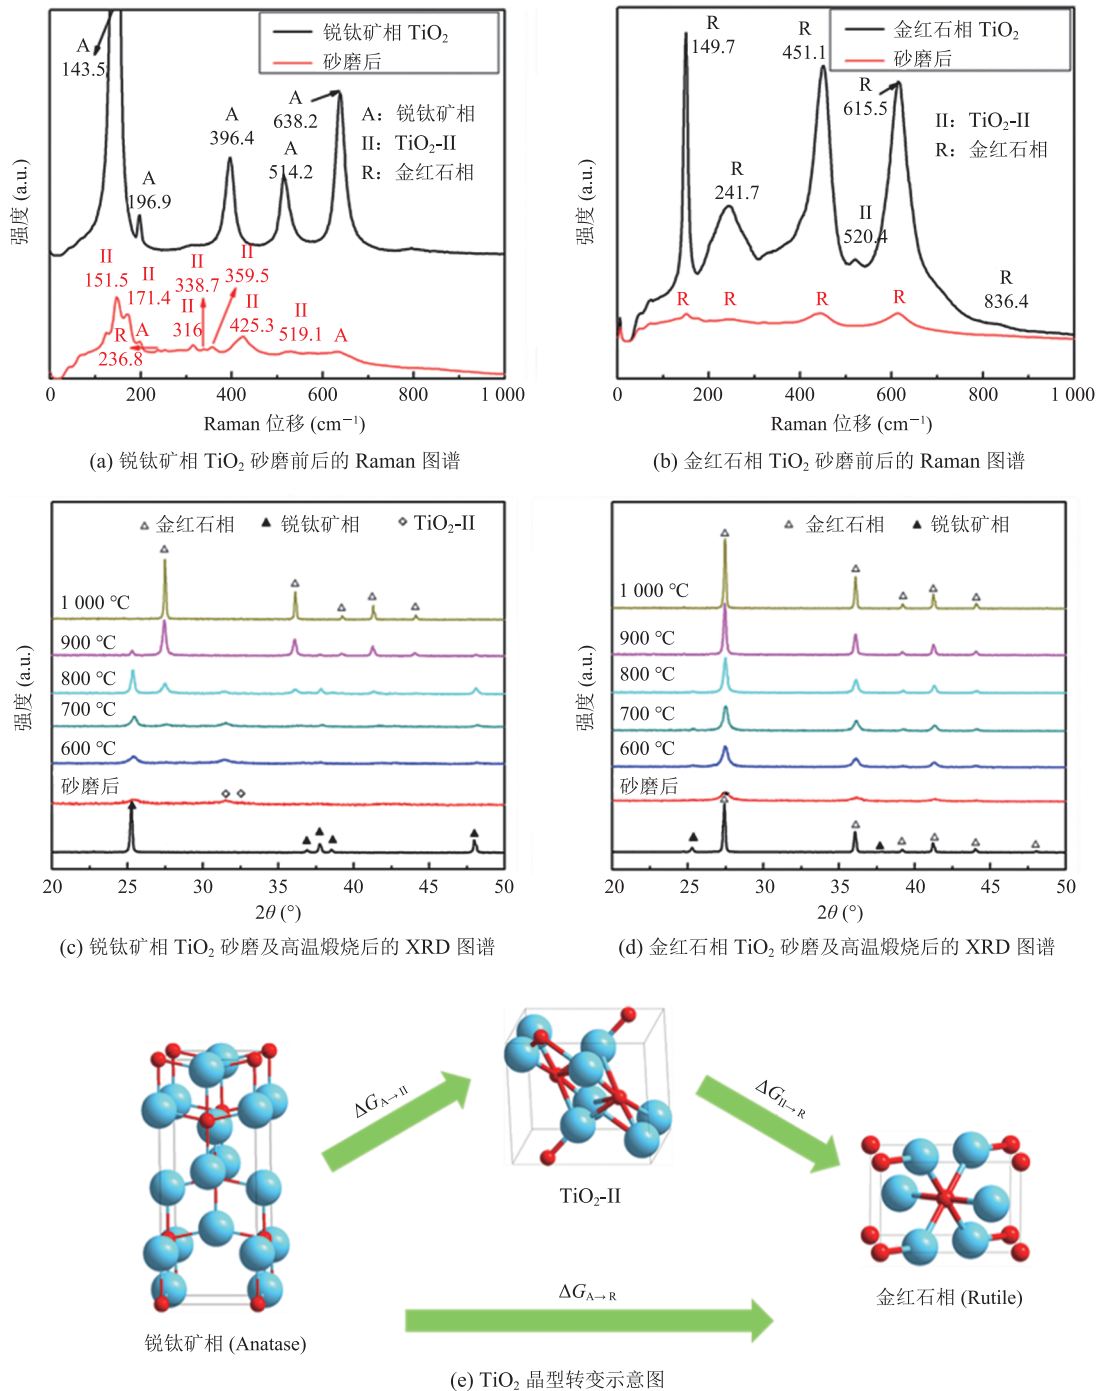 锐钛矿相 TiO₂
砂磨后
A
143.5
A
196.9
A
396.4
A
514.2
A
638.2
A：锐钛矿相
II：TiO₂-II
R：金红石相
II
151.5
II
171.4
R
236.8
A
II
316
II
338.7
II
359.5
II
425.3
II
519.1
A
强度 (a.u.)
0 200 400 600 800 1 000
Raman 位移 (cm⁻¹)
(a) 锐钛矿相 TiO₂ 砂磨前后的 Raman 图谱
金红石相 TiO₂
砂磨后
R
149.7
R
241.7
R
451.1
II
520.4
R
615.5
R
836.4
II：TiO₂-II
R：金红石相
R R R R
强度 (a.u.)
0 200 400 600 800 1 000
Raman 位移 (cm⁻¹)
(b) 金红石相 TiO₂ 砂磨前后的 Raman 图谱
△ 金红石相 ▲ 锐钛矿相 ◇ TiO₂-II
1 000 ℃
900 ℃
800 ℃
700 ℃
600 ℃
砂磨后
强度 (a.u.)
20 25 30 35 40 45 50
2θ (°)
(c) 锐钛矿相 TiO₂ 砂磨及高温煅烧后的 XRD 图谱
△ 金红石相 ▲ 锐钛矿相
1 000 ℃
900 ℃
800 ℃
700 ℃
600 ℃
砂磨后
强度 (a.u.)
20 25 30 35 40 45 50
2θ (°)
(d) 金红石相 TiO₂ 砂磨及高温煅烧后的 XRD 图谱
ΔG_A→II
TiO₂-II
ΔG_II→R
锐钛矿相 (Anatase)
ΔG_A→R
金红石相 (Rutile)
(e) TiO₂ 晶型转变示意图